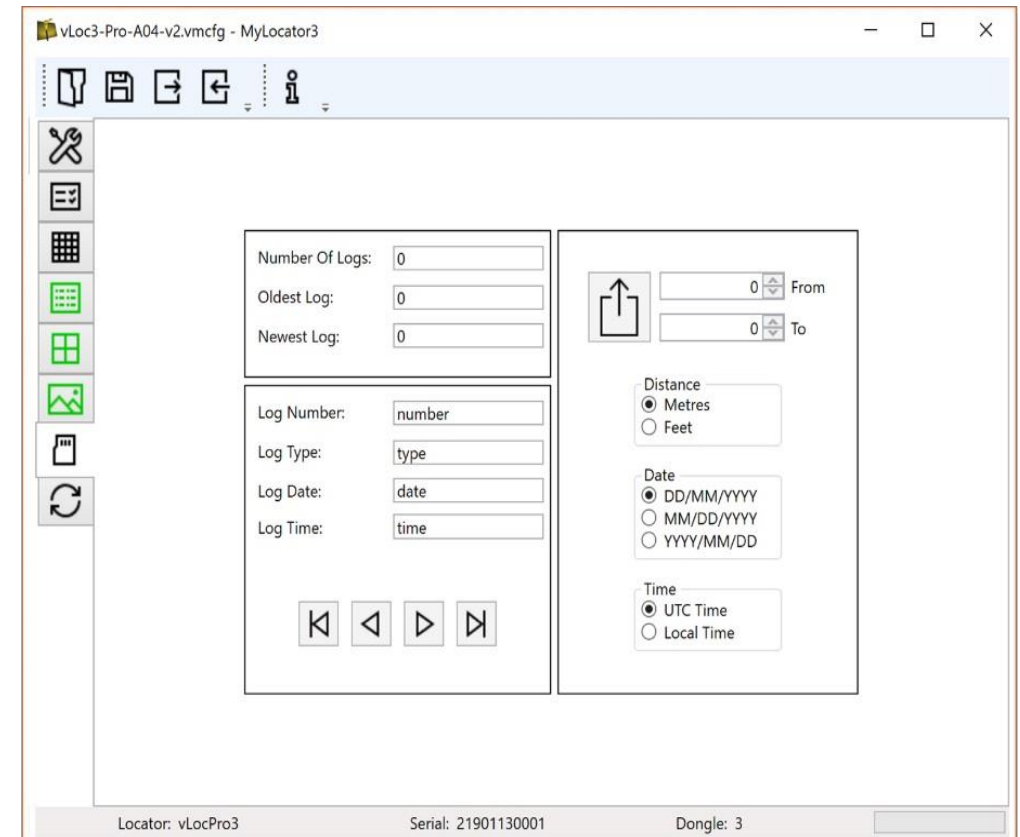 vLoc3-Pro-A04-v2.vmcfg - MyLocator3
Number Of Logs: 0
Oldest Log: 0
Newest Log: 0
Log Number: number
Log Type: type
Log Date: date
Log Time: time
0 From
0 To
Distance
Metres
Feet
Date
DD/MM/YYYY
MM/DD/YYYY
YYYY/MM/DD
Time
UTC Time
Local Time
Locator: vLocPro3 Serial: 21901130001 Dongle: 3